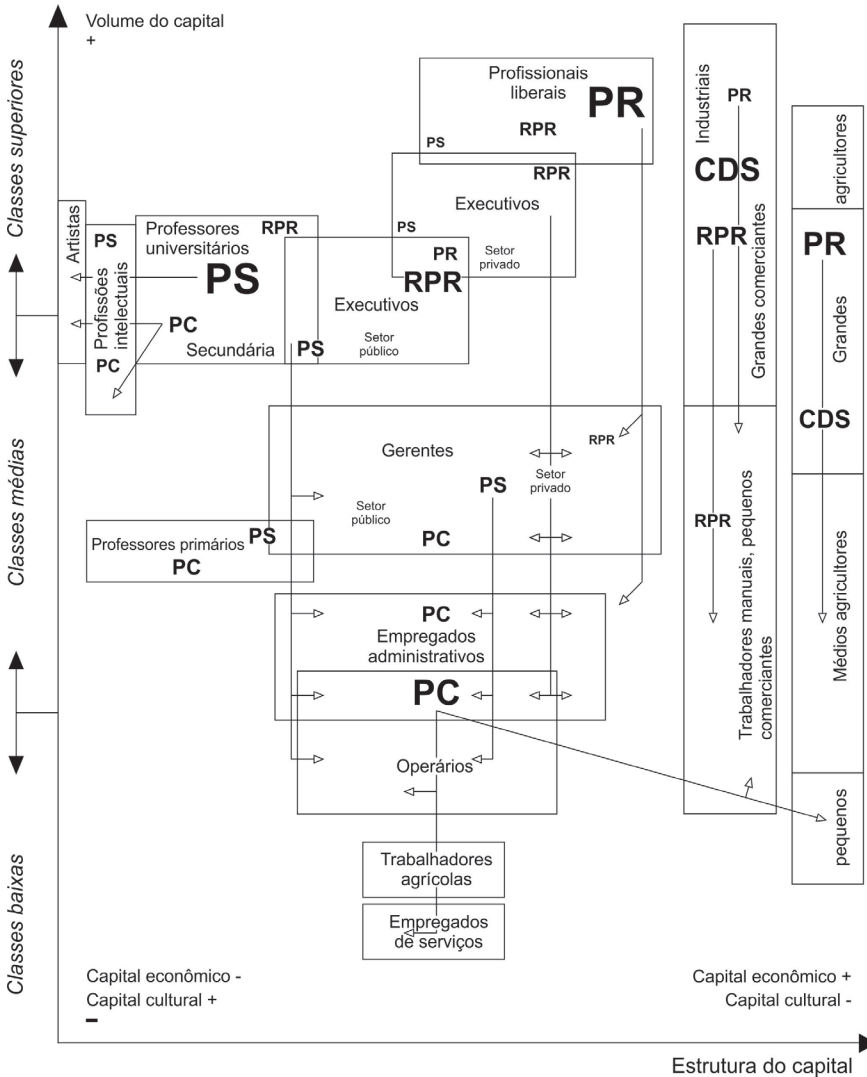 Volume do capital
+
Classes superiores
Classes médias
Classes baixas
Profissionais
liberais
PR
RPR
PS
RPR
Executivos
PS
Setor
privado
Artistas
PS
Profissões
intelectuais
PC
Professores
universitários
RPR
PS
PC
Secundária
PS
PR
RPR
Executivos
Setor
público
Industriais
PR
CDS
RPR
Grandes comerciantes
agricultores
PR
Grandes
CDS
Gerentes
RPR
PS
Setor
privado
Setor
público
PC
Professores primários
PS
PC
PC
Empregados
administrativos
PC
Operários
Trabalhadores
agrícolas
Empregados
de serviços
RPR
Trabalhadores manuais, pequenos
comerciantes
Médios agricultores
pequenos
Capital econômico -
Capital cultural +
-
Capital econômico +
Capital cultural -
Estrutura do capital